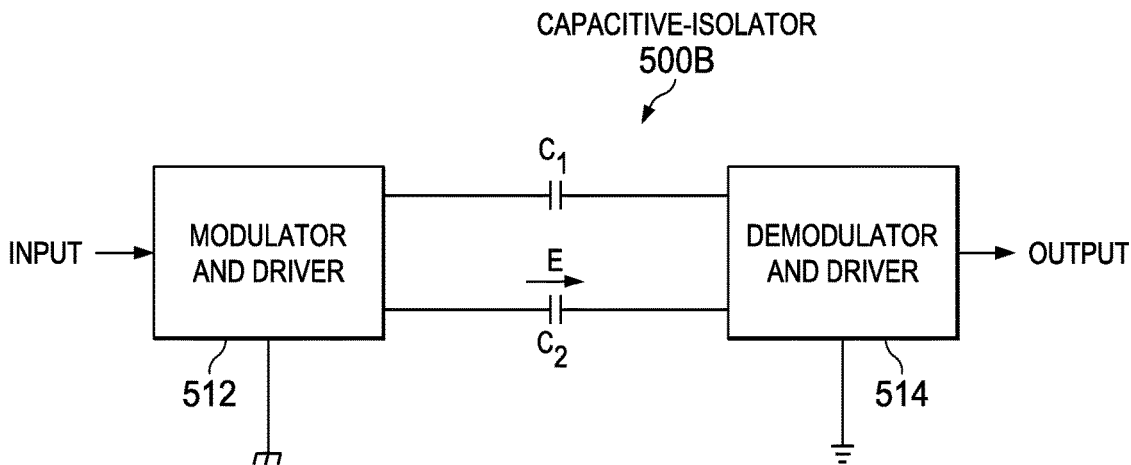 CAPACITIVE-ISOLATOR
500B
C1
INPUT
MODULATOR
AND DRIVER
E
C2
DEMODULATOR
AND DRIVER
OUTPUT
512
514